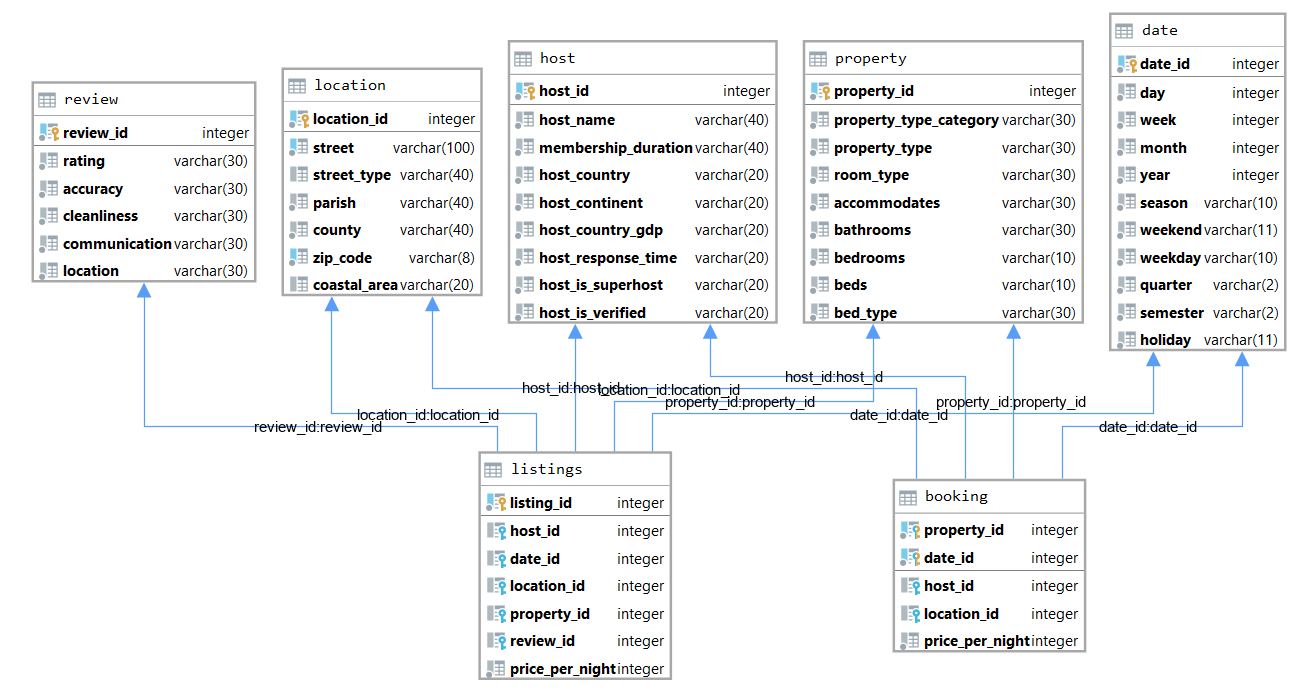 review
review_id integer
rating varchar(30)
accuracy varchar(30)
cleanliness varchar(30)
communication varchar(30)
location varchar(30)
location
location_id integer
street varchar(100)
street_type varchar(40)
parish varchar(40)
county varchar(40)
zip_code varchar(8)
coastal_area varchar(20)
host
host_id integer
host_name varchar(40)
membership_duration varchar(40)
host_country varchar(20)
host_continent varchar(20)
host_country_gdp varchar(20)
host_response_time varchar(20)
host_is_superhost varchar(20)
host_is_verified varchar(20)
property
property_id integer
property_type_category varchar(30)
property_type varchar(30)
room_type varchar(30)
accommodates varchar(30)
bathrooms varchar(30)
bedrooms varchar(10)
beds varchar(10)
bed_type varchar(30)
date
date_id integer
day integer
week integer
month integer
year integer
season varchar(10)
weekend varchar(11)
weekday varchar(10)
quarter varchar(2)
semester varchar(2)
holiday varchar(11)
host_id:host_id
host_id:host_id
location_id:location_id
property_id:property_id
property_id:property_id
location_id:location_id
date_id:date_id
review_id:review_id
date_id:date_id
listings
listing_id integer
host_id integer
date_id integer
location_id integer
property_id integer
review_id integer
price_per_night integer
booking
property_id integer
date_id integer
host_id integer
location_id integer
price_per_night integer